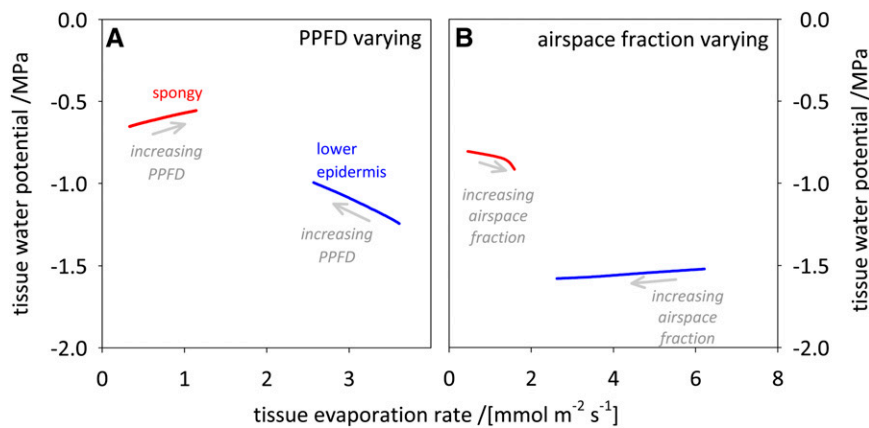 A
PPFD varying
B
airspace fraction varying
tissue water potential /MPa
0.0
-0.5
-1.0
-1.5
-2.0
spongy
increasing
PPFD
lower
epidermis
increasing
PPFD
increasing
airspace
fraction
increasing
airspace
fraction
0.0
-0.5
-1.0
-1.5
-2.0
tissue water potential /MPa
0
1
2
3
0
2
4
6
8
tissue evaporation rate /[mmol m⁻² s⁻¹]